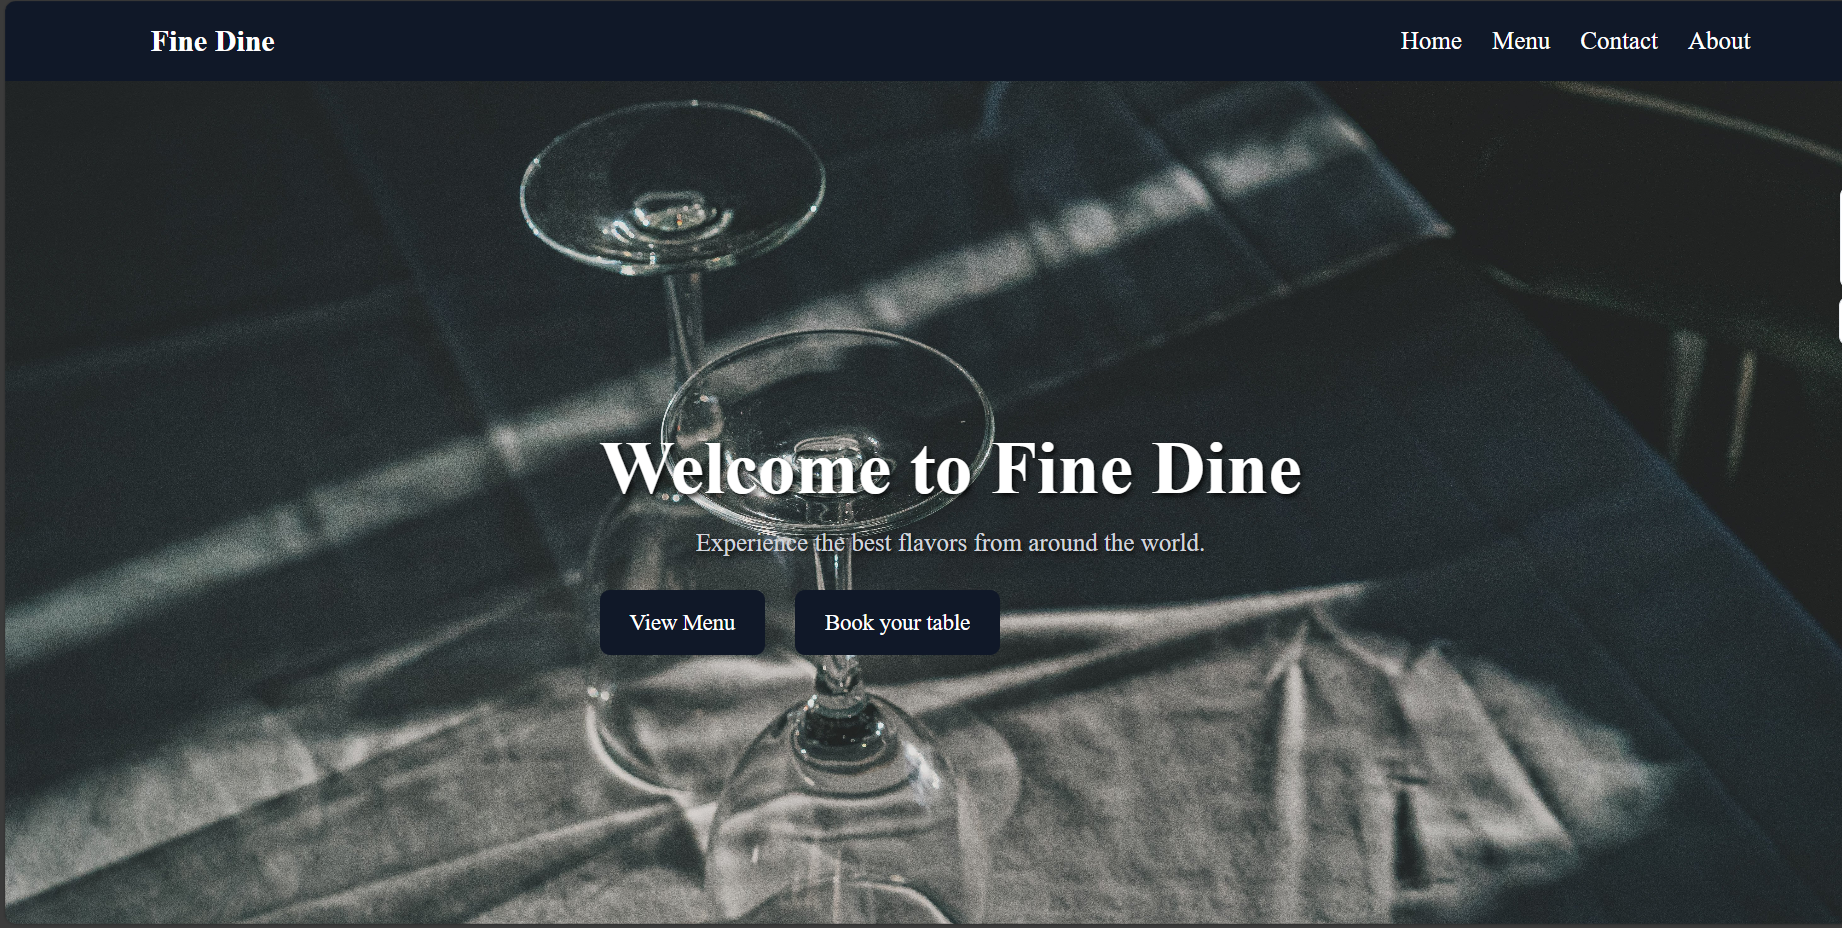 Fine Dine
Home Menu Contact About
Welcome to Fine Dine
Experience the best flavors from around the world.
View Menu
Book your table